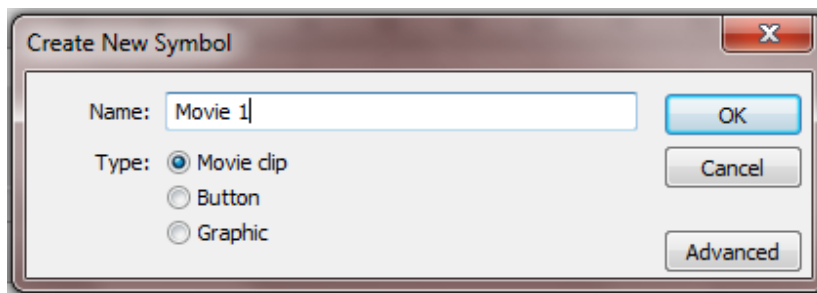 Create New Symbol
Name: Movie 1 OK
Type: Movie clip Cancel
Button
Graphic
Advanced